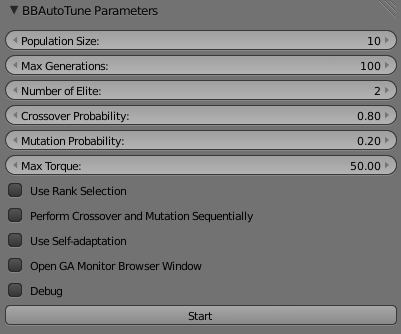 BBAutoTune Parameters
Population Size: 10
Max Generations: 100
Number of Elite: 2
Crossover Probability: 0.80
Mutation Probability: 0.20
Max Torque: 50.00
Use Rank Selection
Perform Crossover and Mutation Sequentially
Use Self-adaptation
Open GA Monitor Browser Window
Debug
Start